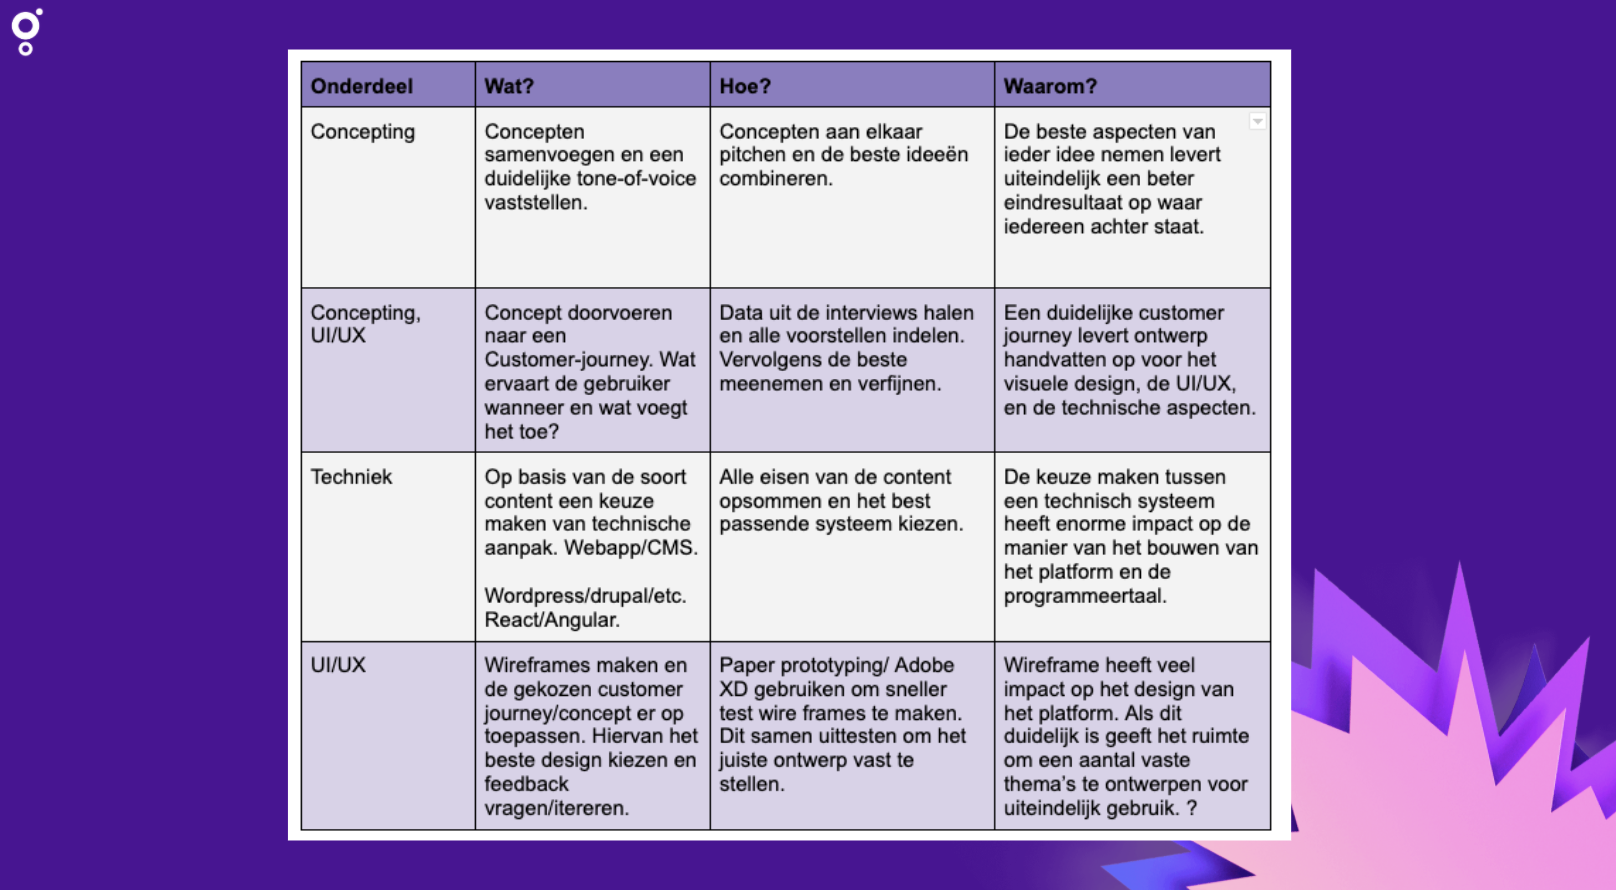 Onderdeel
Wat?
Hoe?
Waarom?
Concepting
Concepten
samenvoegen en een
duidelijke tone-of-voice
vaststellen.
Concepten aan elkaar
pitchen en de beste ideeën
combineren.
De beste aspecten van
ieder idee nemen levert
uiteindelijk een beter
eindresultaat op waar
iedereen achter staat.
Concepting,
UI/UX
Concept doorvoeren
naar een
Customer-journey. Wat
ervaart de gebruiker
wanneer en wat voegt
het toe?
Data uit de interviews halen
en alle voorstellen indelen.
Vervolgens de beste
meenemen en verfijnen.
Een duidelijke customer
journey levert ontwerp
handvatten op voor het
visuele design, de UI/UX,
en de technische aspecten.
Techniek
Op basis van de soort
content een keuze
maken van technische
aanpak. Webapp/CMS.
Wordpress/drupal/etc.
React/Angular.
Alle eisen van de content
opsommen en het best
passende systeem kiezen.
De keuze maken tussen
een technisch systeem
heeft enorme impact op de
manier van het bouwen van
het platform en de
programmeertaal.
UI/UX
Wireframes maken en
de gekozen customer
journey/concept er op
toepassen. Hiervan het
beste design kiezen en
feedback
vragen/itereren.
Paper prototyping/ Adobe
XD gebruiken om sneller
test wire frames te maken.
Dit samen uittesten om het
juiste ontwerp vast te
stellen.
Wireframe heeft veel
impact op het design van
het platform. Als dit
duidelijk is geeft het ruimte
om een aantal vaste
thema's te ontwerpen voor
uiteindelijk gebruik. ?